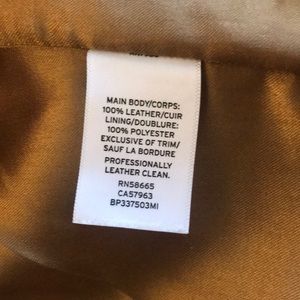 MAIN BODY/CORPS:
100% LEATHER/CUIR
LINING/DOUBLURE:
100% POLYESTER
EXCLUSIVE OF TRIM/
SAUF LA BORDURE
PROFESSIONALLY
LEATHER CLEAN.
RN58665
CA57963
BP337503MI